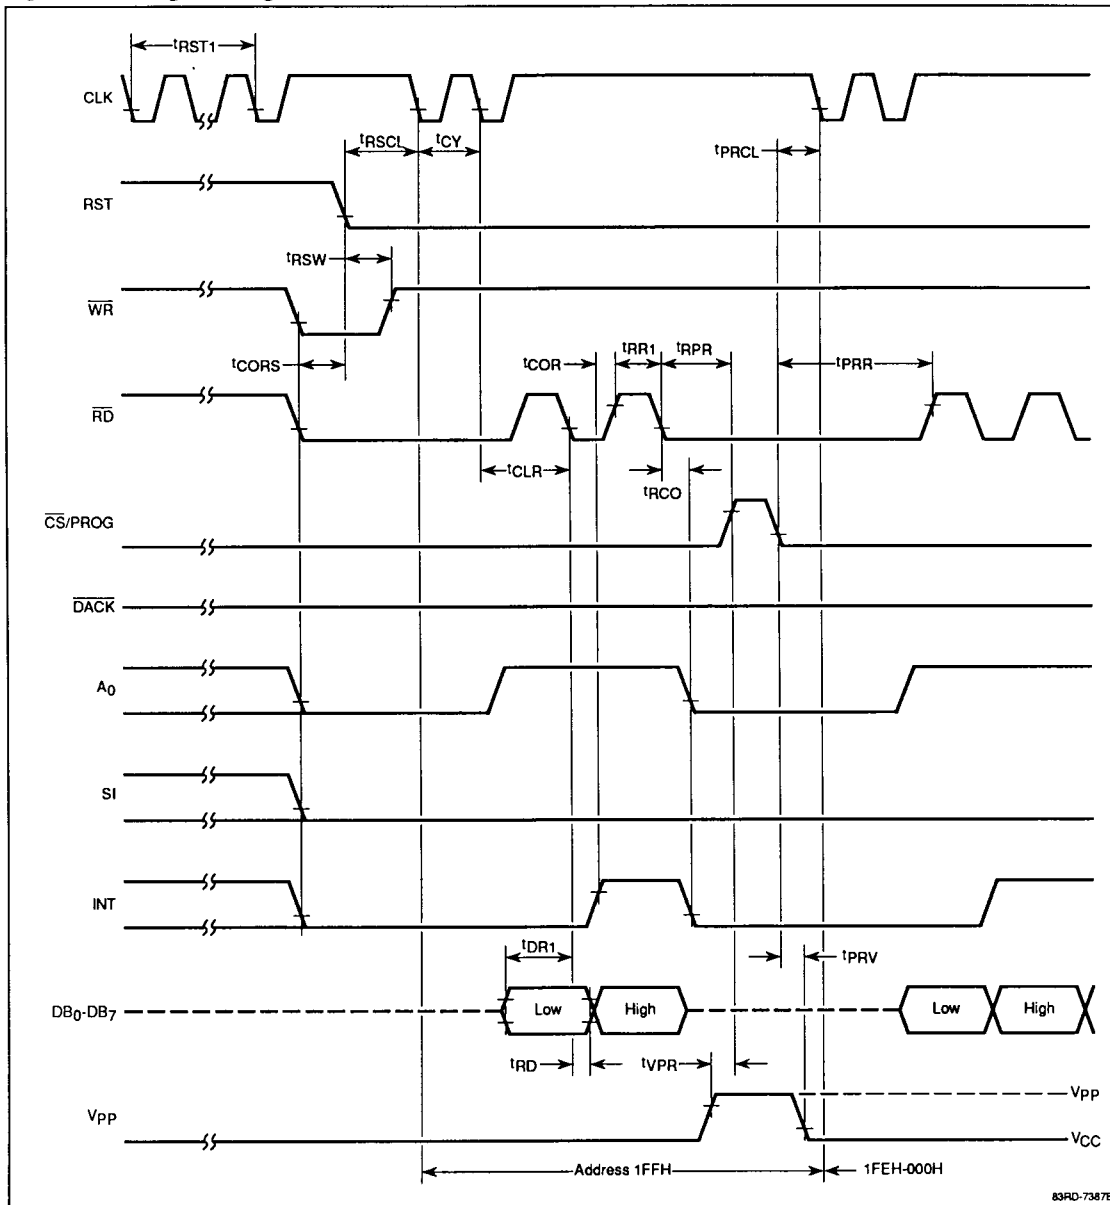 tRST1
CLK
tRSCL
tCY
tPRCL
RST
tRSW
WR
tCORS
tCOR
tRR1
tRPR
tPRR
RD
tCLR
tRCO
CS/PROG
DACK
A0
SI
INT
tDR1
tPRV
DB0-DB7
Low
High
Low
High
tRD
tVPR
VPP
VPP
VCC
Address 1FFH
1FEH-000H